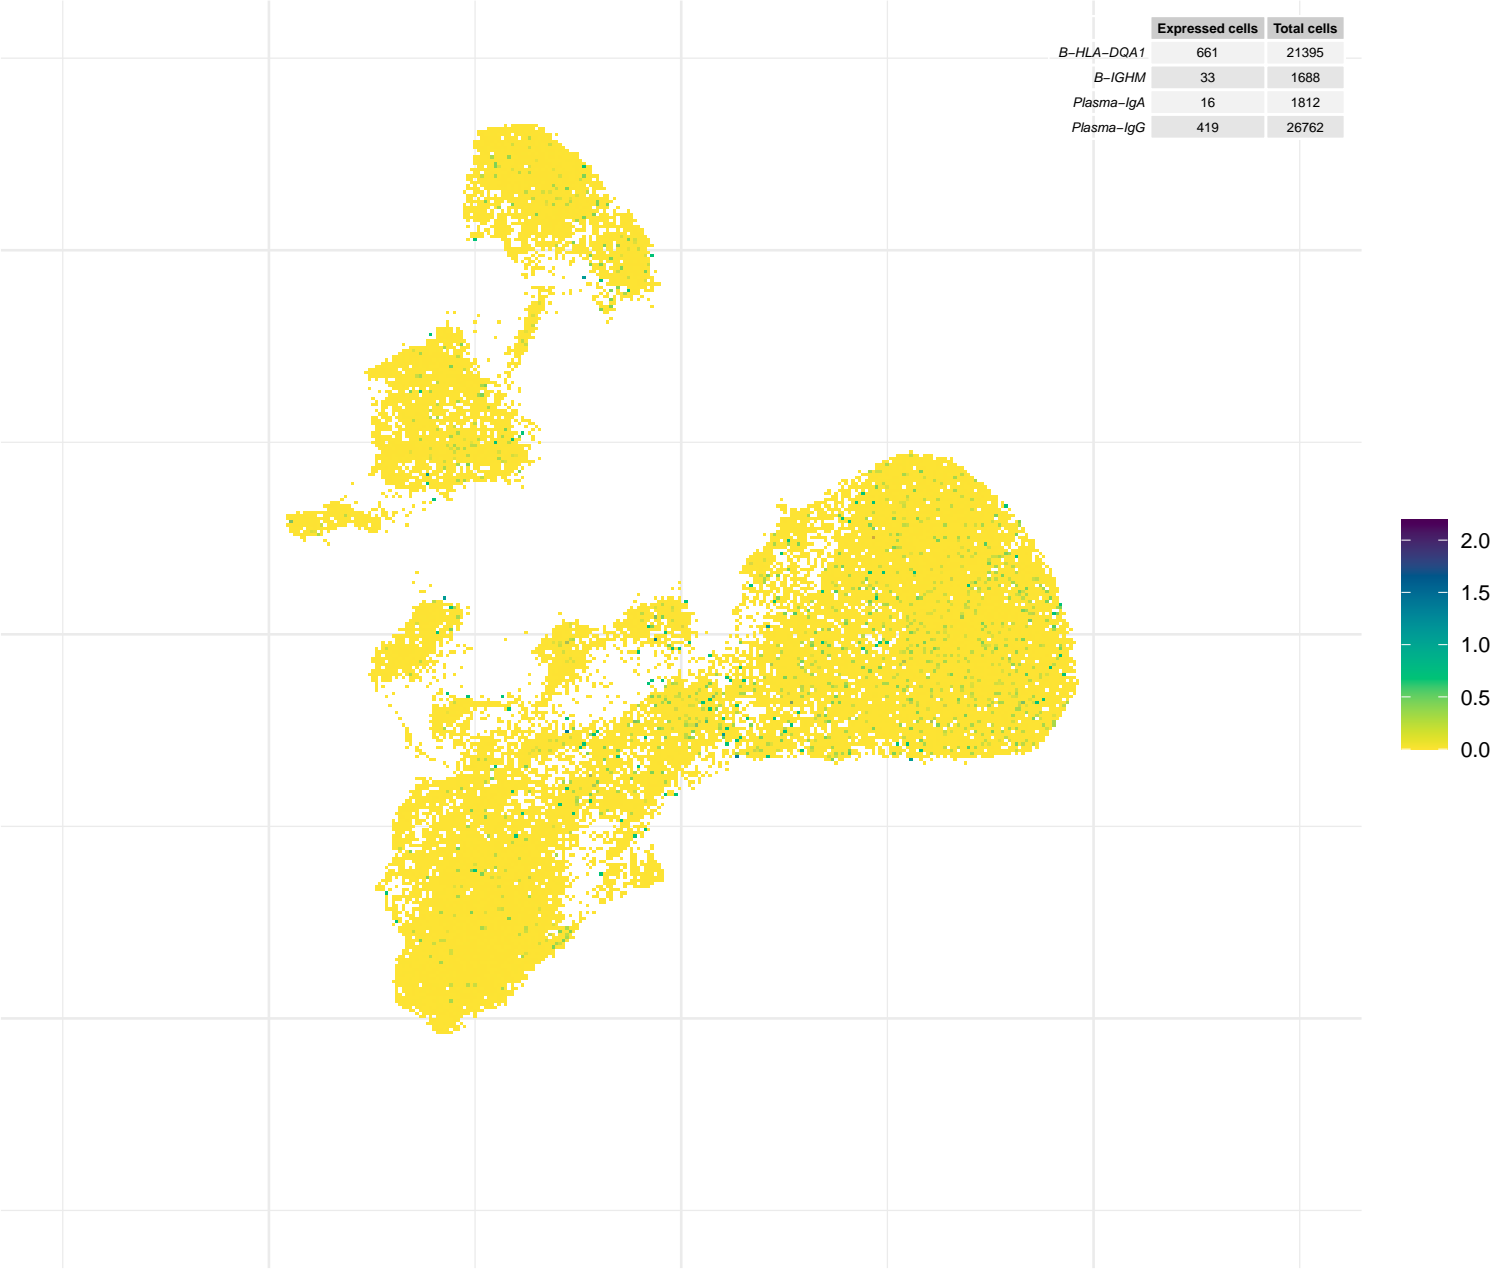 Expressed cells Total cells
B−HLA−DQA1 661 21395
B−IGHM 33 1688
Plasma−IgA 16 1812
Plasma−IgG 419 26762
2.0
1.5
1.0
0.5
0.0